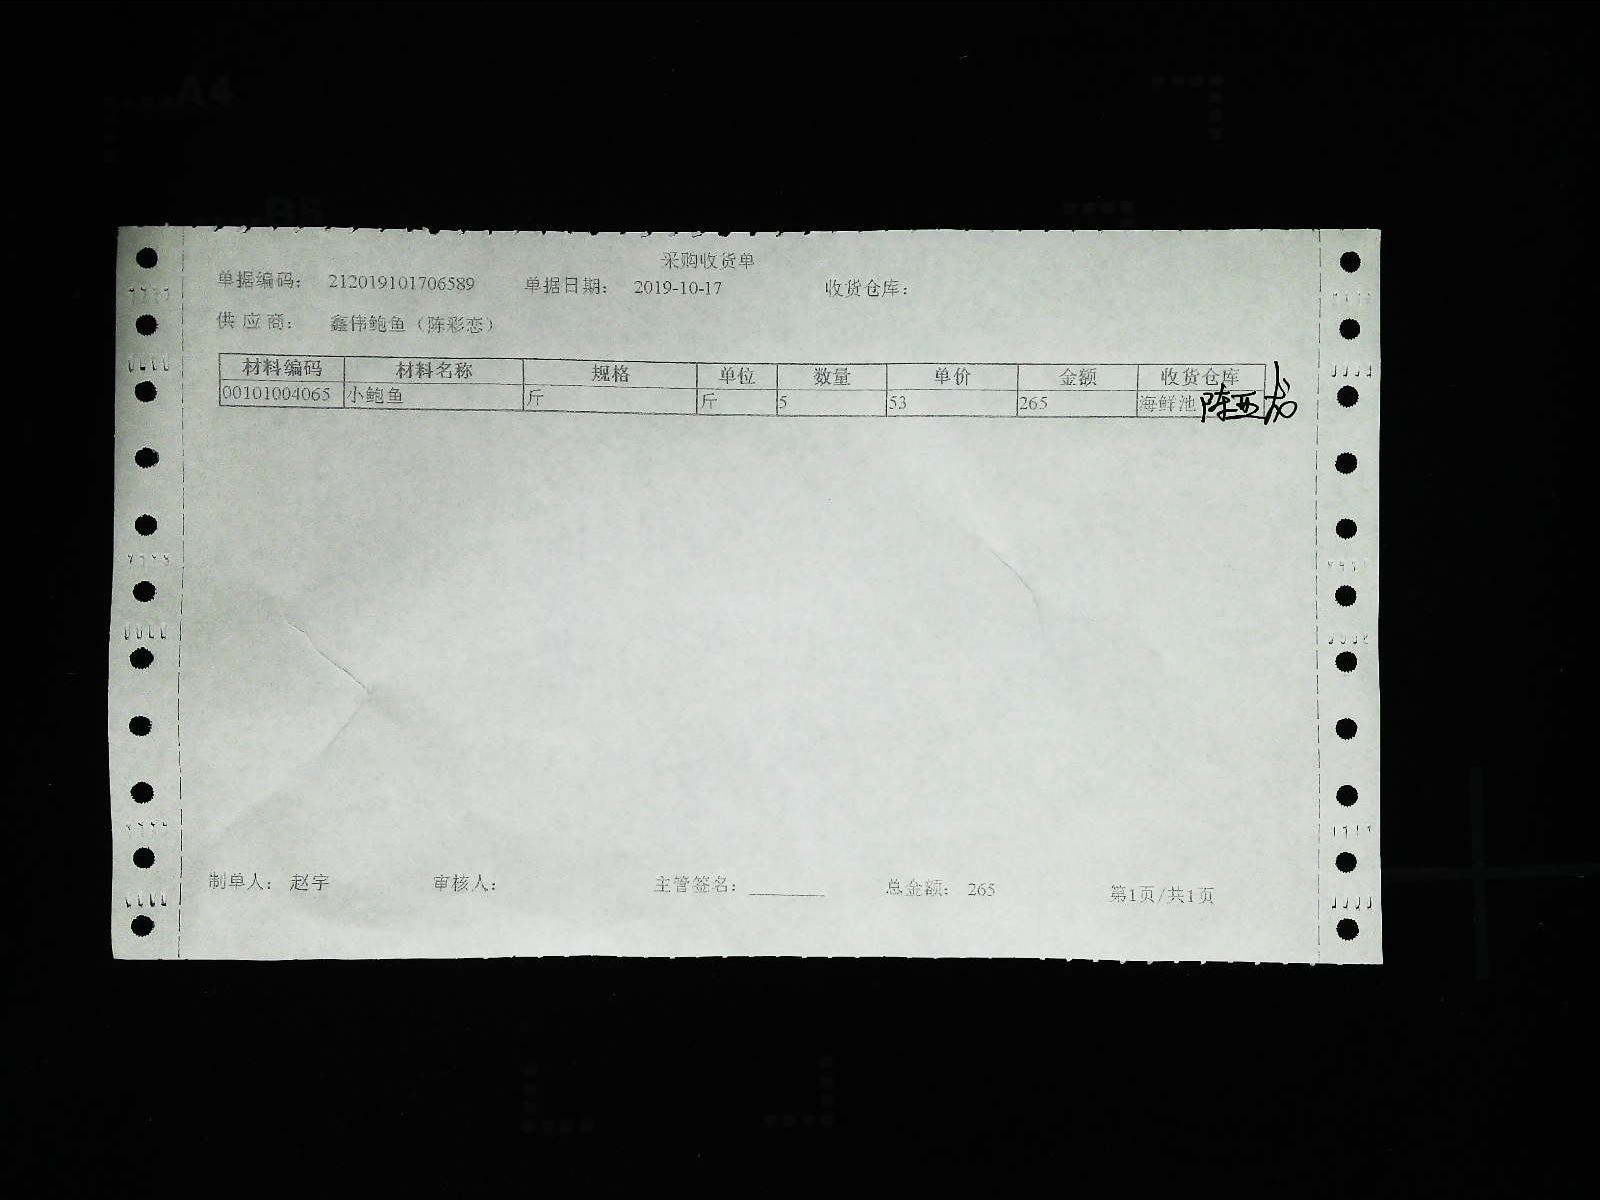 采购收货单
单据编码： 212019101706589 单据日期： 2019-10-17 收货仓库：
供 应 商： 鑫伟鲍鱼（陈彩恋）
材料编码 材料名称 规格 单位 数量 单价 金额 收货仓库
00101004065 小鲍鱼 斤 斤 5 53 265 海鲜池
制单人： 赵宇 审核人： 主管签名： 总金额： 265 第1页/共1页